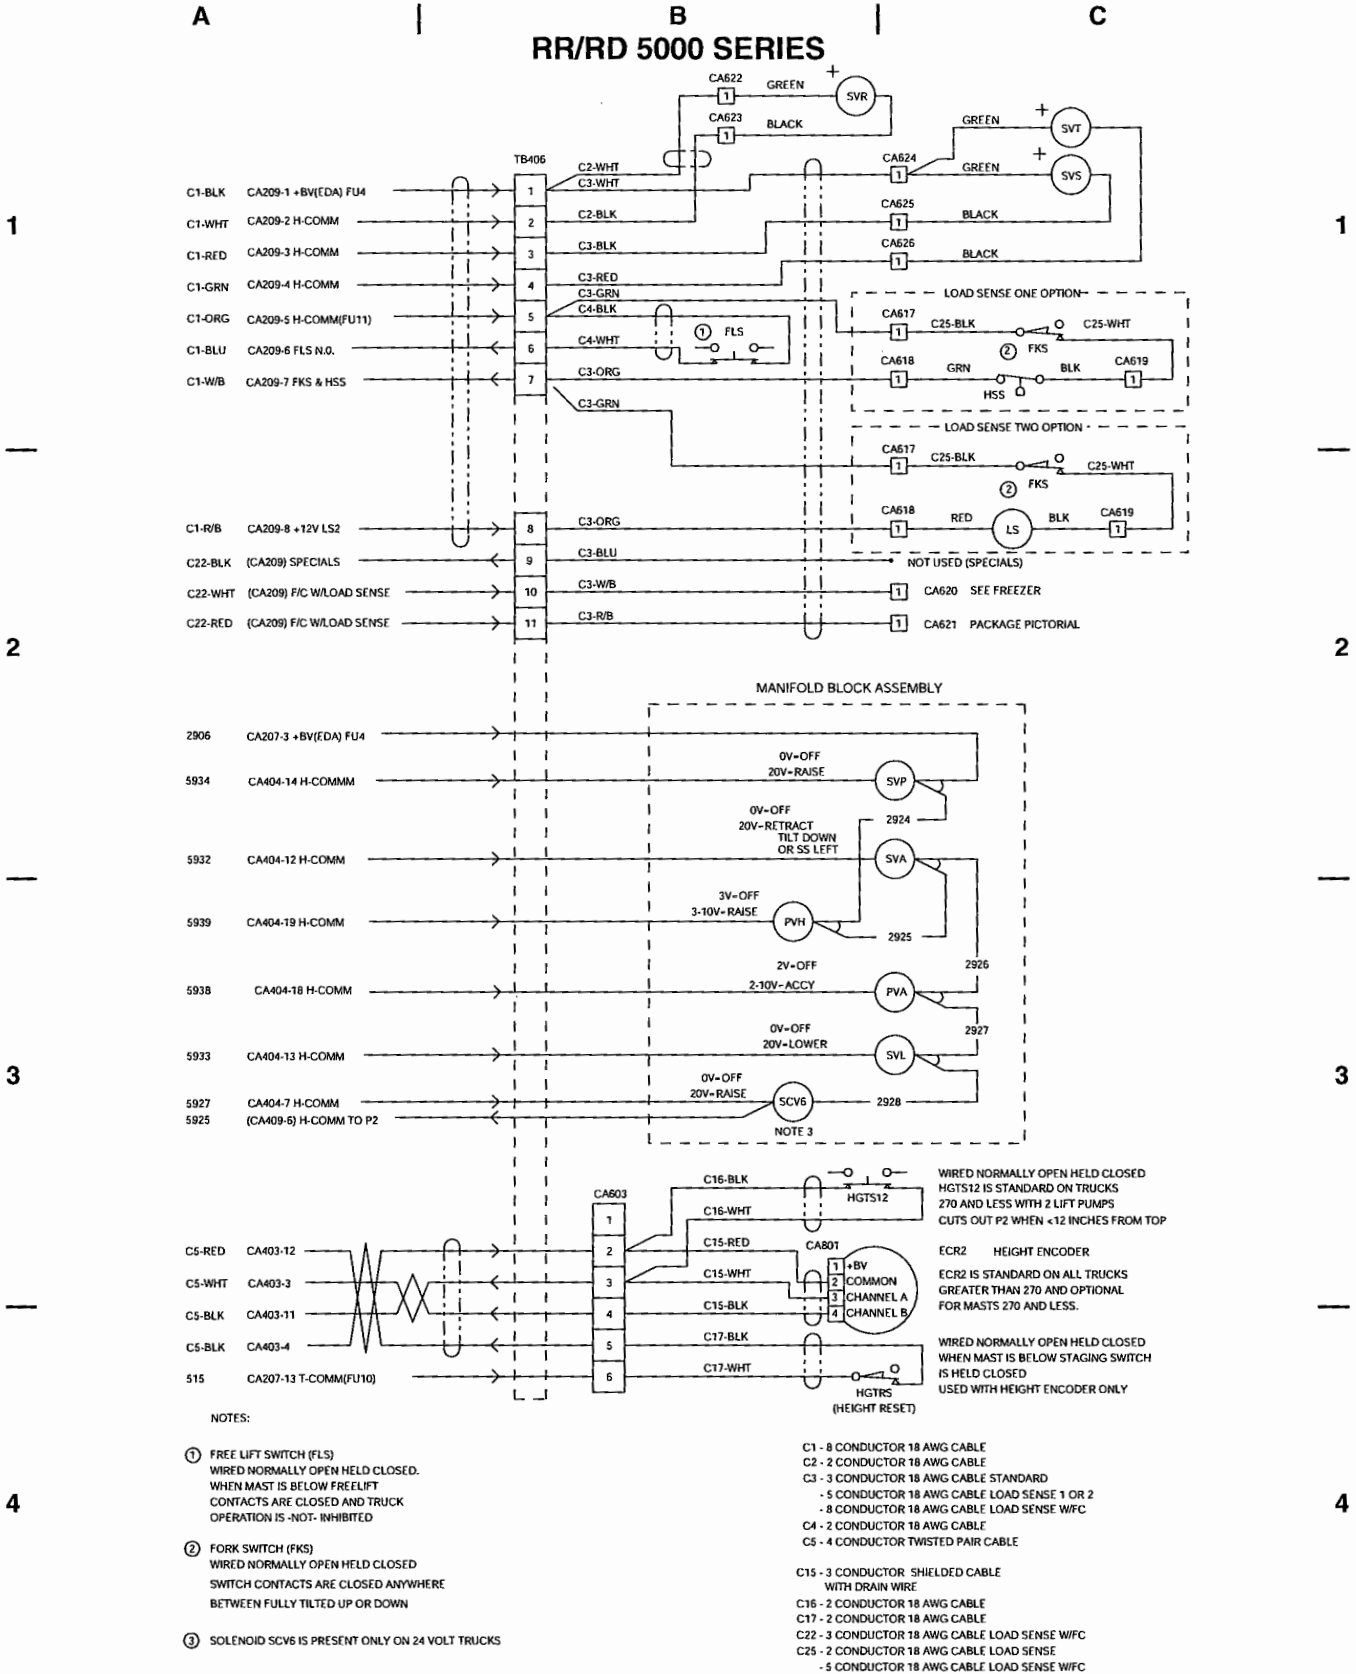 A B C
RR/RD 5000 SERIES
CA622 GREEN + SVR
1
CA623 BLACK
1
GREEN + SVT
TB406
C2-WHT
CA624 GREEN + SVS
1
C1-BLK CA209-1 +BV(EDA) FU4 1 C3-WHT
CA625 BLACK
1
1 C1-WHT CA209-2 H-COMM 2 C2-BLK 1
CA626 BLACK
1
C1-RED CA209-3 H-COMM 3 C3-BLK
C1-GRN CA209-4 H-COMM 4 C3-RED
C3-GRN
LOAD SENSE ONE OPTION
C1-ORG CA209-5 H-COMM(FU11) 5 C4-BLK
CA617 C25-BLK C25-WHT
1
1 FLS
2 FKS
C1-BLU CA209-6 FLS N.0. 6 C4-WHT
CA618 GRN BLK CA619
1 HSS 1
C1-W/B CA209-7 FKS & HSS 7 C3-ORG
C3-GRN
LOAD SENSE TWO OPTION
CA617 C25-BLK C25-WHT
1
2 FKS
CA618 RED LS BLK CA619
1 1
C1-R/B CA209-8 +12V LS2 8 C3-ORG
C22-BLK (CA209) SPECIALS 9 C3-BLU NOT USED (SPECIALS)
C22-WHT (CA209) F/C W/LOAD SENSE 10 C3-W/B 1 CA620 SEE FREEZER
C22-RED (CA209) F/C W/LOAD SENSE 11 C3-R/B 1 CA621 PACKAGE PICTORIAL
2 2
MANIFOLD BLOCK ASSEMBLY
2906 CA207-3 +BV(EDA) FU4
0V-OFF
20V-RAISE
5934 CA404-14 H-COMMM SVP
0V-OFF
2924
20V-RETRACT
TILT DOWN
OR SS LEFT
5932 CA404-12 H-COMM SVA
3V-OFF
3-10V-RAISE
5939 CA404-19 H-COMM PVH
2925
2V-OFF 2926
2-10V-ACCY
5938 CA404-18 H-COMM PVA
0V-OFF 2927
20V-LOWER
5933 CA404-13 H-COMM SVL
3 3
0V-OFF
20V-RAISE
5927 CA404-7 H-COMM SCV6 2928
5925 (CA409-6) H-COMM TO P2
NOTE 3
WIRED NORMALLY OPEN HELD CLOSED
HGTS12 IS STANDARD ON TRUCKS
270 AND LESS WITH 2 LIFT PUMPS
CUTS OUT P2 WHEN <12 INCHES FROM TOP
C16-BLK HGTS12
CA603
1 C16-WHT
C5-RED CA403-12 2 C15-RED CA801
ECR2 HEIGHT ENCODER
1 +BV
C5-WHT CA403-3 3 C15-WHT 2 COMMON
ECR2 IS STANDARD ON ALL TRUCKS
GREATER THAN 270 AND OPTIONAL
FOR MASTS 270 AND LESS.
3 CHANNEL A
C5-BLK CA403-11 4 C15-BLK 4 CHANNEL B
C5-BLK CA403-4 5 C17-BLK
WIRED NORMALLY OPEN HELD CLOSED
WHEN MAST IS BELOW STAGING SWITCH
IS HELD CLOSED
USED WITH HEIGHT ENCODER ONLY
515 CA207-13 T-COMM(FU10) 6 C17-WHT
HGTRS
(HEIGHT RESET)
NOTES:
1 FREE LIFT SWITCH (FLS)
WIRED NORMALLY OPEN HELD CLOSED.
WHEN MAST IS BELOW FREELIFT
CONTACTS ARE CLOSED AND TRUCK
OPERATION IS -NOT- INHIBITED
2 FORK SWITCH (FKS)
WIRED NORMALLY OPEN HELD CLOSED
SWITCH CONTACTS ARE CLOSED ANYWHERE
BETWEEN FULLY TILTED UP OR DOWN
3 SOLENOID SCV6 IS PRESENT ONLY ON 24 VOLT TRUCKS
4 4
C1 - 8 CONDUCTOR 18 AWG CABLE
C2 - 2 CONDUCTOR 18 AWG CABLE
C3 - 3 CONDUCTOR 18 AWG CABLE STANDARD
- 5 CONDUCTOR 18 AWG CABLE LOAD SENSE 1 OR 2
- 8 CONDUCTOR 18 AWG CABLE LOAD SENSE W/FC
C4 - 2 CONDUCTOR 18 AWG CABLE
C5 - 4 CONDUCTOR TWISTED PAIR CABLE
C15 - 3 CONDUCTOR SHIELDED CABLE
WITH DRAIN WIRE
C16 - 2 CONDUCTOR 18 AWG CABLE
C17 - 2 CONDUCTOR 18 AWG CABLE
C22 - 3 CONDUCTOR 18 AWG CABLE LOAD SENSE W/FC
C25 - 2 CONDUCTOR 18 AWG CABLE LOAD SENSE
- 5 CONDUCTOR 18 AWG CABLE LOAD SENSE W/FC